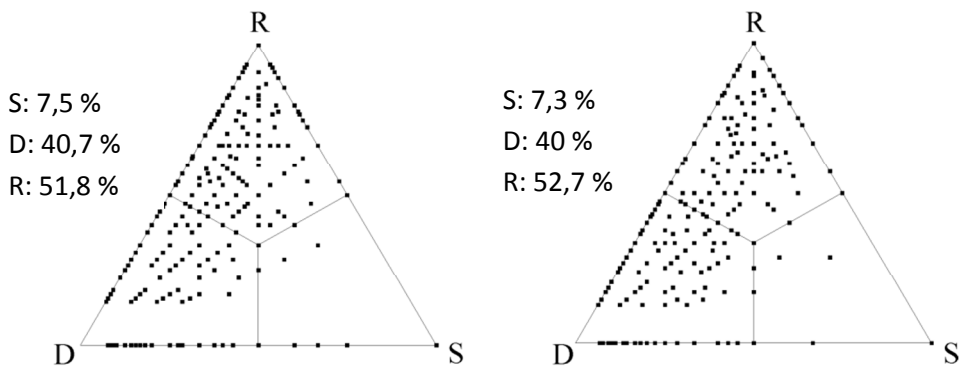 R
S: 7,5 %
D: 40,7 %
R: 51,8 %
D
S
R
S: 7,3 %
D: 40 %
R: 52,7 %
D
S